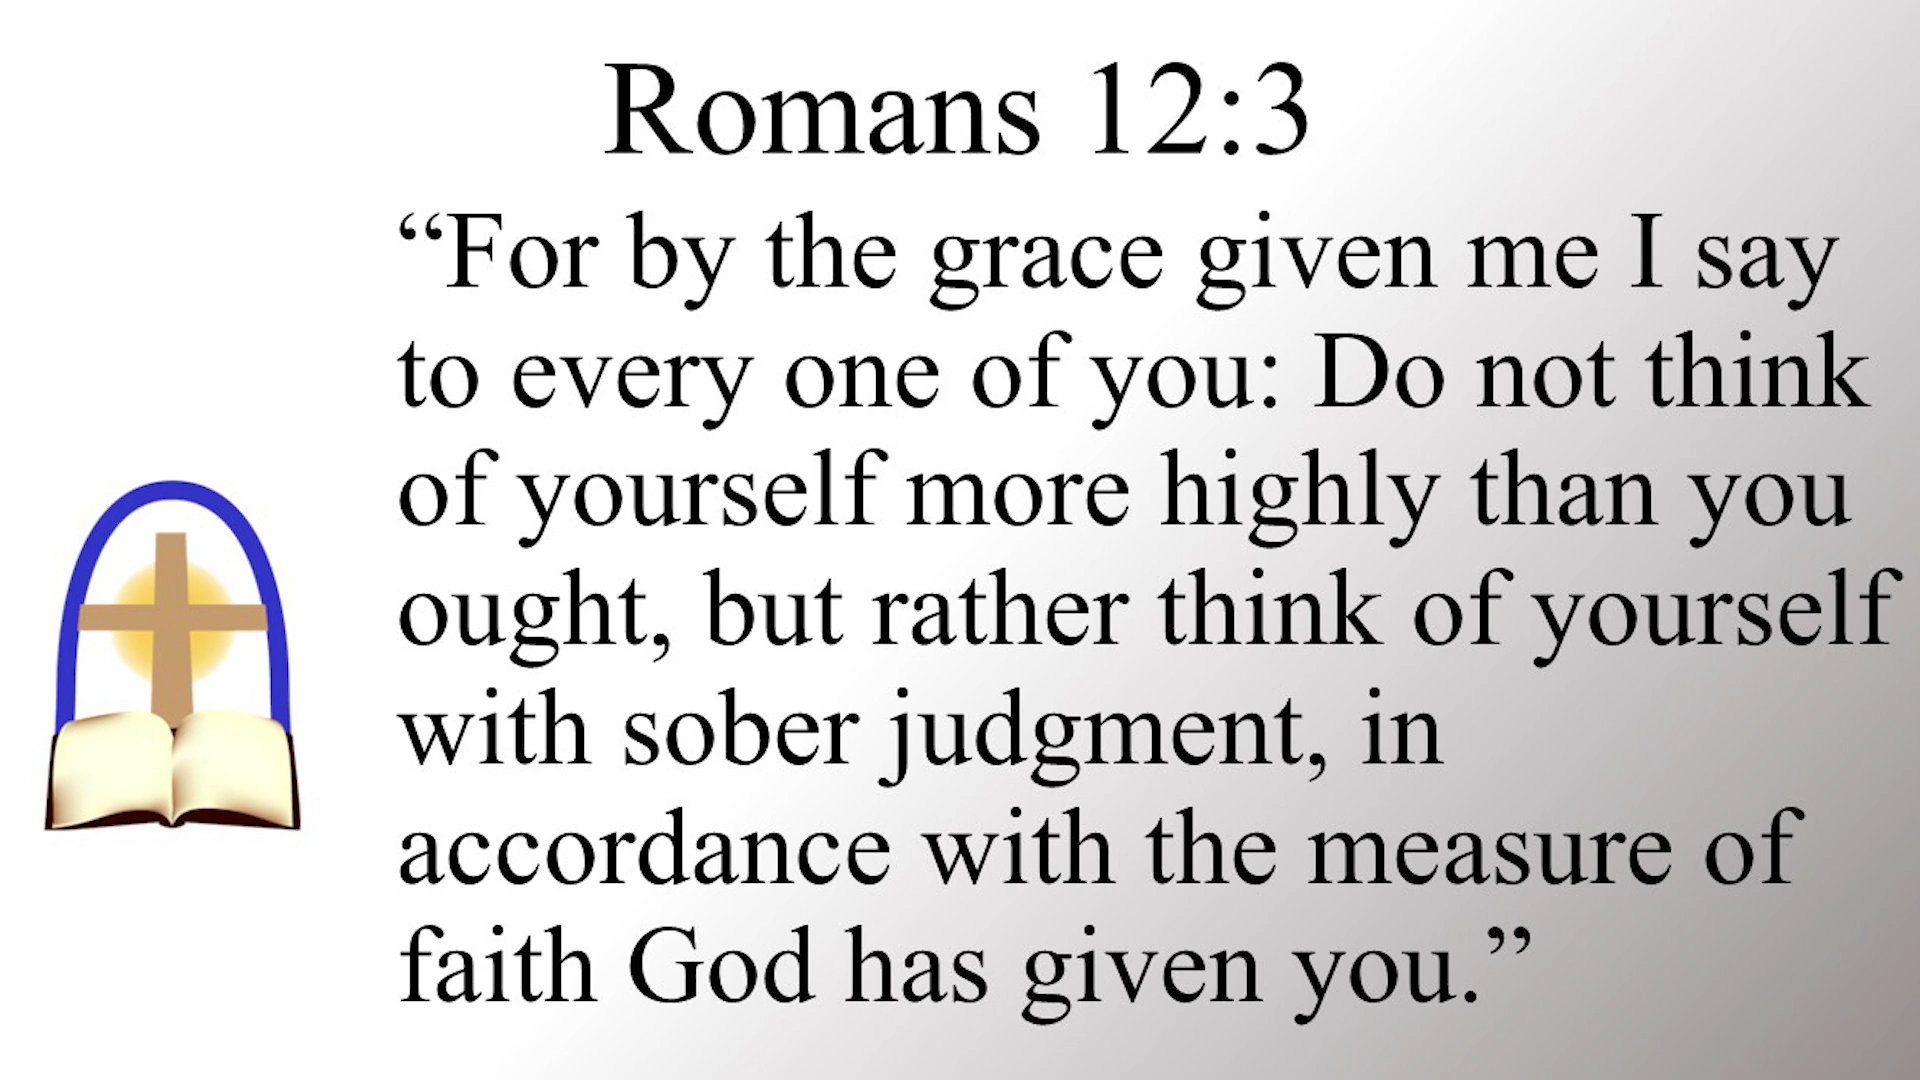 Romans 12:3
“For by the grace given me I say
to every one of you: Do not think
of yourself more highly than you
ought, but rather think of yourself
with sober judgment, in
accordance with the measure of
faith God has given you.”